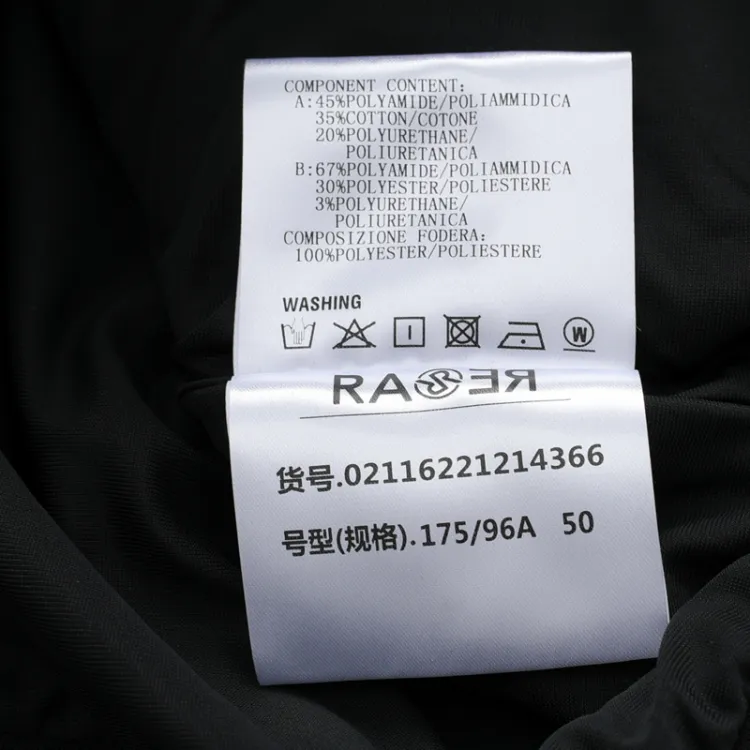 COMPONENT CONTENT:
A:45%POLYAMIDE/POLIAMMIDICA
35%COTTON/COTONE
20%POLYURETHANE/
POLIURETANICA
B:67%POLYAMIDE/POLIAMMIDICA
30%POLYESTER/POLIESTERE
3%POLYURETHANE/
POLIURETANICA
COMPOSIZIONE FODERA:
100%POLYESTER/POLIESTERE
WASHING
W
货号.02116221214366
号型(规格).175/96A 50